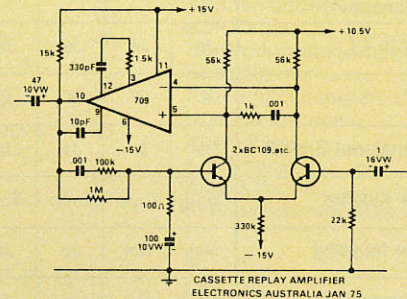 +15V
+10.5V
15k
330pF
1.5k
11
3
56k
56k
12
4
47
10VW
10
709
−
+
5
1k
.001
9
6
10pF
−15V
2xBC109.etc.
1
16VW
.001
100k
1M
100Ω
100
10VW
330k
22k
− 15V
CASSETTE REPLAY AMPLIFIER
ELECTRONICS AUSTRALIA JAN 75